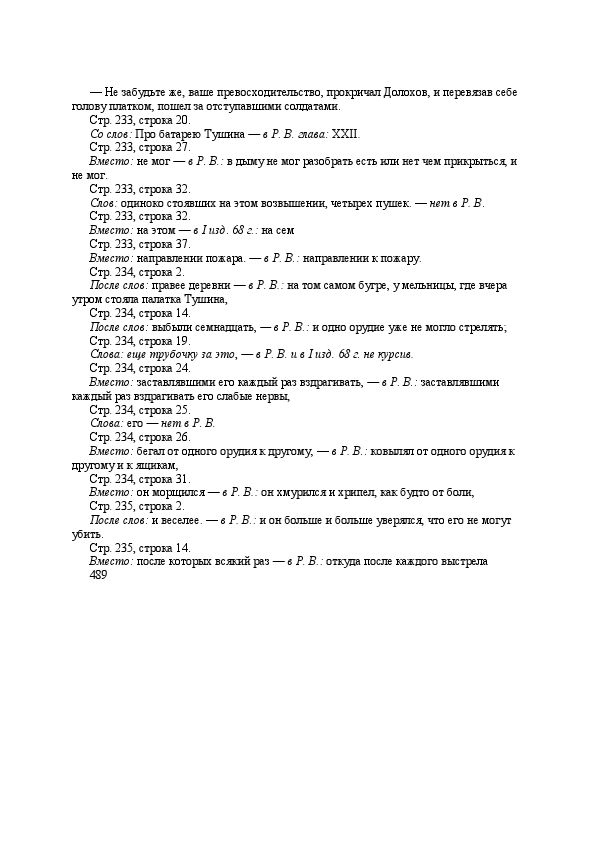 — Не забудьте же, ваше превосходительство, прокричал Долохов, и перевязав себе
голову платком, пошел за отступавшими солдатами.
Стр. 233, строка 20.
Со слов: Про батарею Тушина — в Р. В. глава: XXII.
Стр. 233, строка 27.
Вместо: не мог — в Р. В.: в дыму не мог разобрать есть или нет чем прикрыться, и
не мог.
Стр. 233, строка 32.
Слов: одиноко стоявших на этом возвышении, четырех пушек. — нет в Р. В.
Стр. 233, строка 32.
Вместо: на этом — в I изд. 68 г.: на сем
Стр. 233, строка 37.
Вместо: направлении пожара. — в Р. В.: направлении к пожару.
Стр. 234, строка 2.
После слов: правее деревни — в Р. В.: на том самом бугре, у мельницы, где вчера
утром стояла палатка Тушина,
Стр. 234, строка 14.
После слов: выбыли семнадцать, — в Р. В.: и одно орудие уже не могло стрелять;
Стр. 234, строка 19.
Слова: еще трубочку за это, — в Р. В. и в I изд. 68 г. не курсив.
Стр. 234, строка 24.
Вместо: заставлявшими его каждый раз вздрагивать, — в Р. В.: заставлявшими
каждый раз вздрагивать его слабые нервы,
Стр. 234, строка 25.
Слова: его — нет в Р. В.
Стр. 234, строка 26.
Вместо: бегал от одного орудия к другому, — в Р. В.: ковылял от одного орудия к
другому и к ящикам,
Стр. 234, строка 31.
Вместо: он морщился — в Р. В.: он хмурился и хрипел, как будто от боли,
Стр. 235, строка 2.
После слов: и веселее. — в Р. В.: и он больше и больше уверялся, что его не могут
убить.
Стр. 235, строка 14.
Вместо: после которых всякий раз — в Р. В.: откуда после каждого выстрела
489